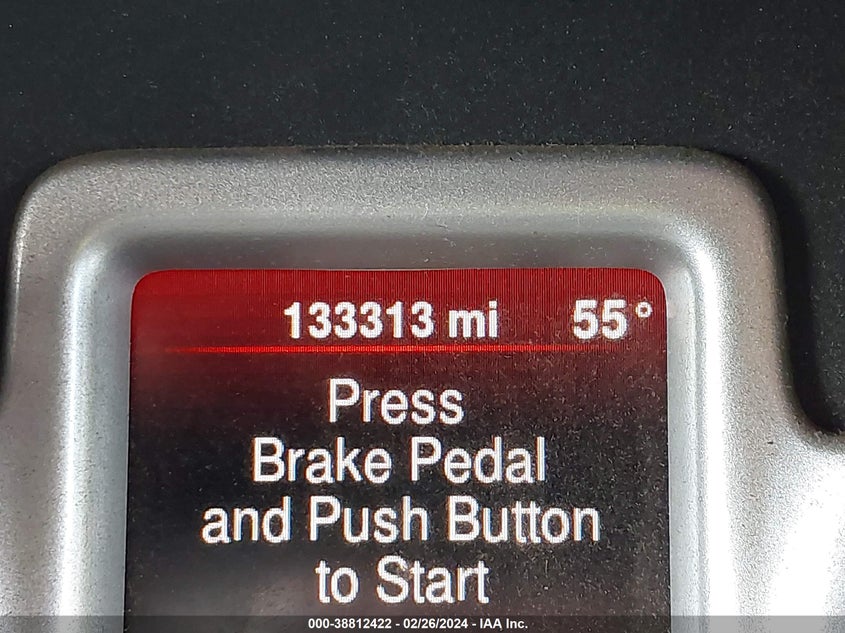 133313 mi 55°
Press
Brake Pedal
and Push Button
to Start
000-38812422 - 02/26/2024 - IAA Inc.